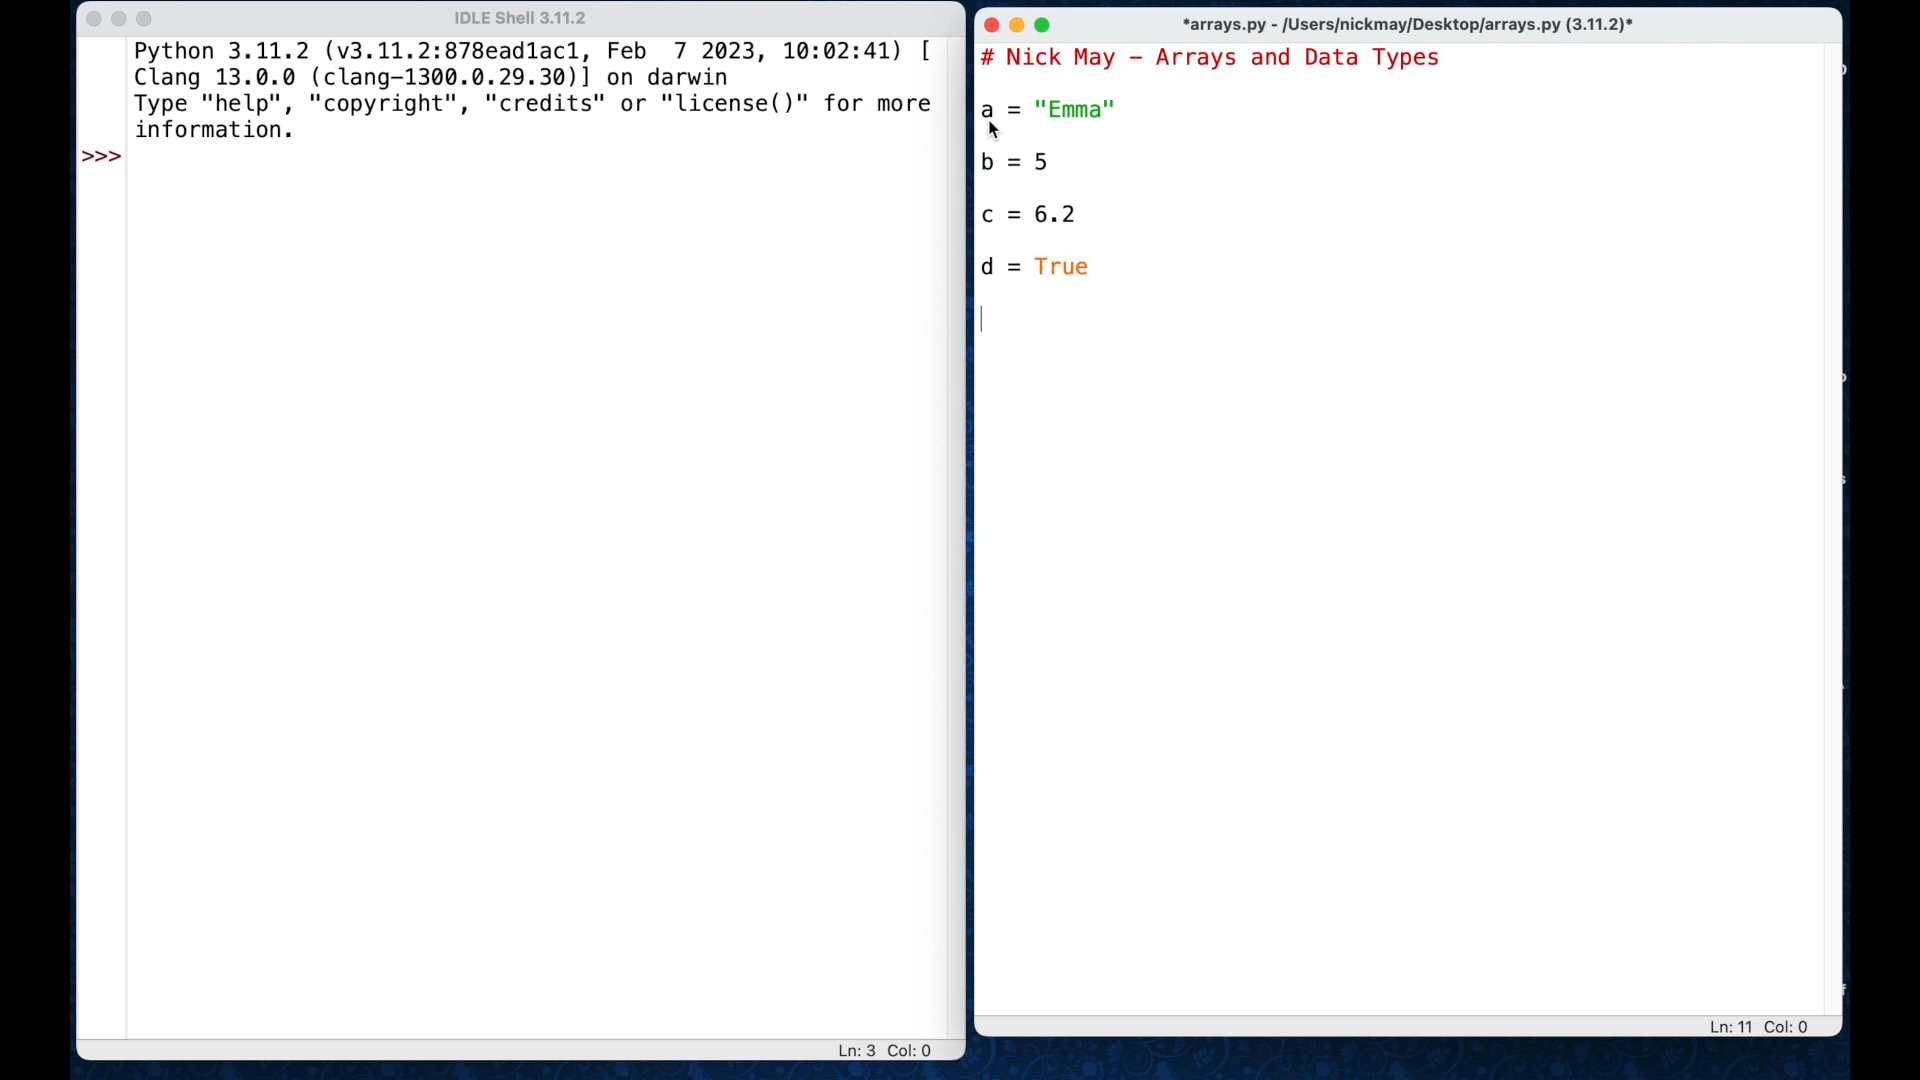 IDLE Shell 3.11.2
Python 3.11.2 (v3.11.2:878ead1ac1, Feb  7 2023, 10:02:41) [
Clang 13.0.0 (clang-1300.0.29.30)] on darwin
Type "help", "copyright", "credits" or "license()" for more
information.
>>>
Ln: 3 Col: 0
*arrays.py - /Users/nickmay/Desktop/arrays.py (3.11.2)*
# Nick May – Arrays and Data Types
a = "Emma"
b = 5
c = 6.2
d = True
Ln: 11 Col: 0